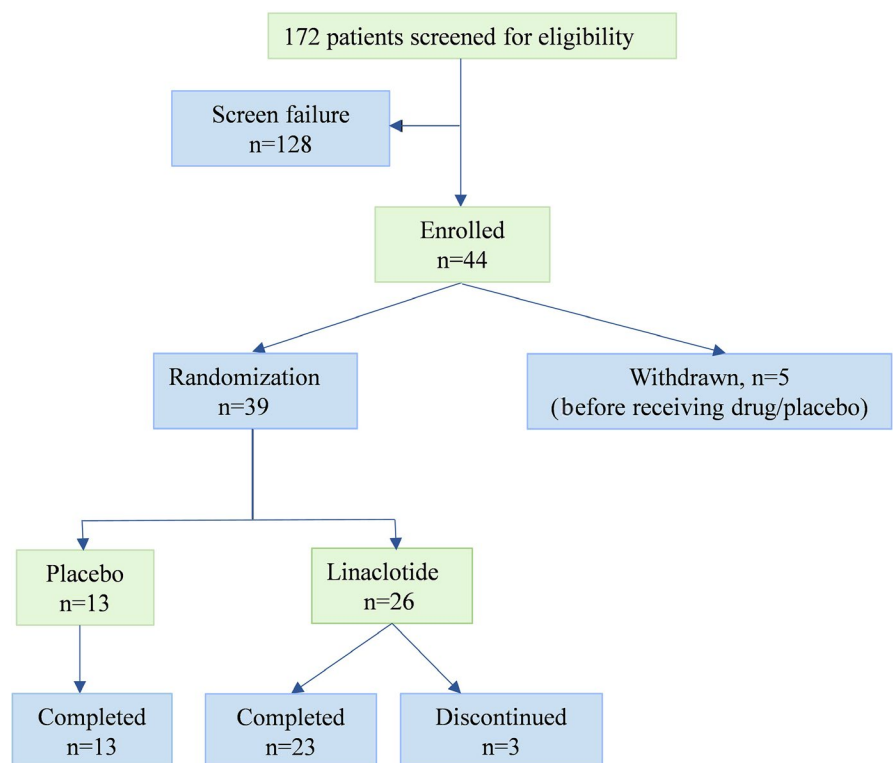 172 patients screened for eligibility
Screen failure
n=128
Enrolled
n=44
Randomization
n=39
Withdrawn, n=5
(before receiving drug/placebo)
Placebo
n=13
Linaclotide
n=26
Completed
n=13
Completed
n=23
Discontinued
n=3